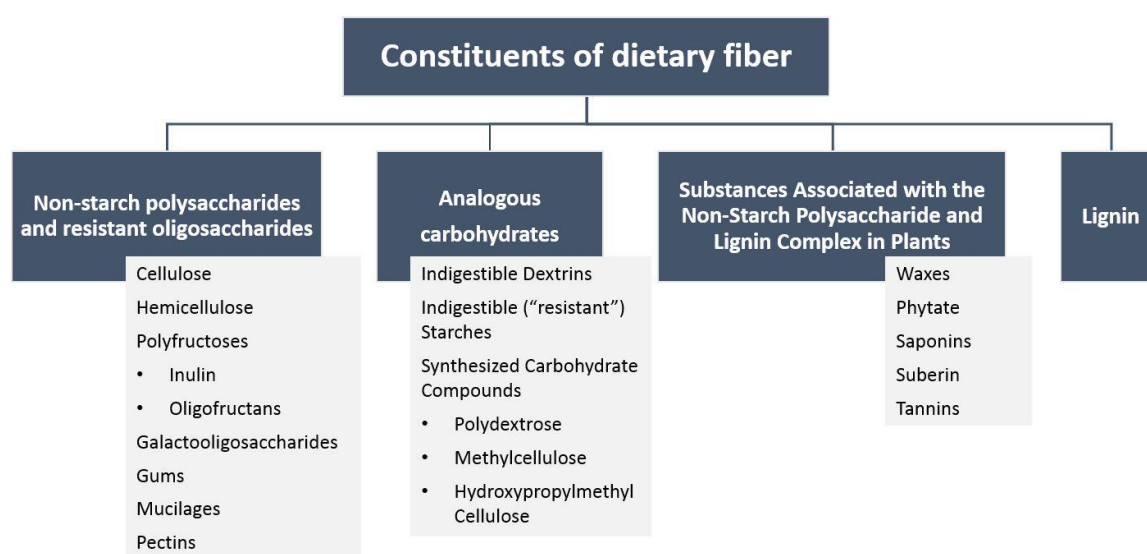 Constituents of dietary fiber
Non-starch polysaccharides
and resistant oligosaccharides
Cellulose
Hemicellulose
Polyfructoses
• Inulin
• Oligofructans
Galactooligosaccharides
Gums
Mucilages
Pectins
Analogous
carbohydrates
Indigestible Dextrins
Indigestible (“resistant”)
Starches
Synthesized Carbohydrate
Compounds
• Polydextrose
• Methylcellulose
• Hydroxypropylmethyl
Cellulose
Substances Associated with the
Non-Starch Polysaccharide and
Lignin Complex in Plants
Waxes
Phytate
Saponins
Suberin
Tannins
Lignin